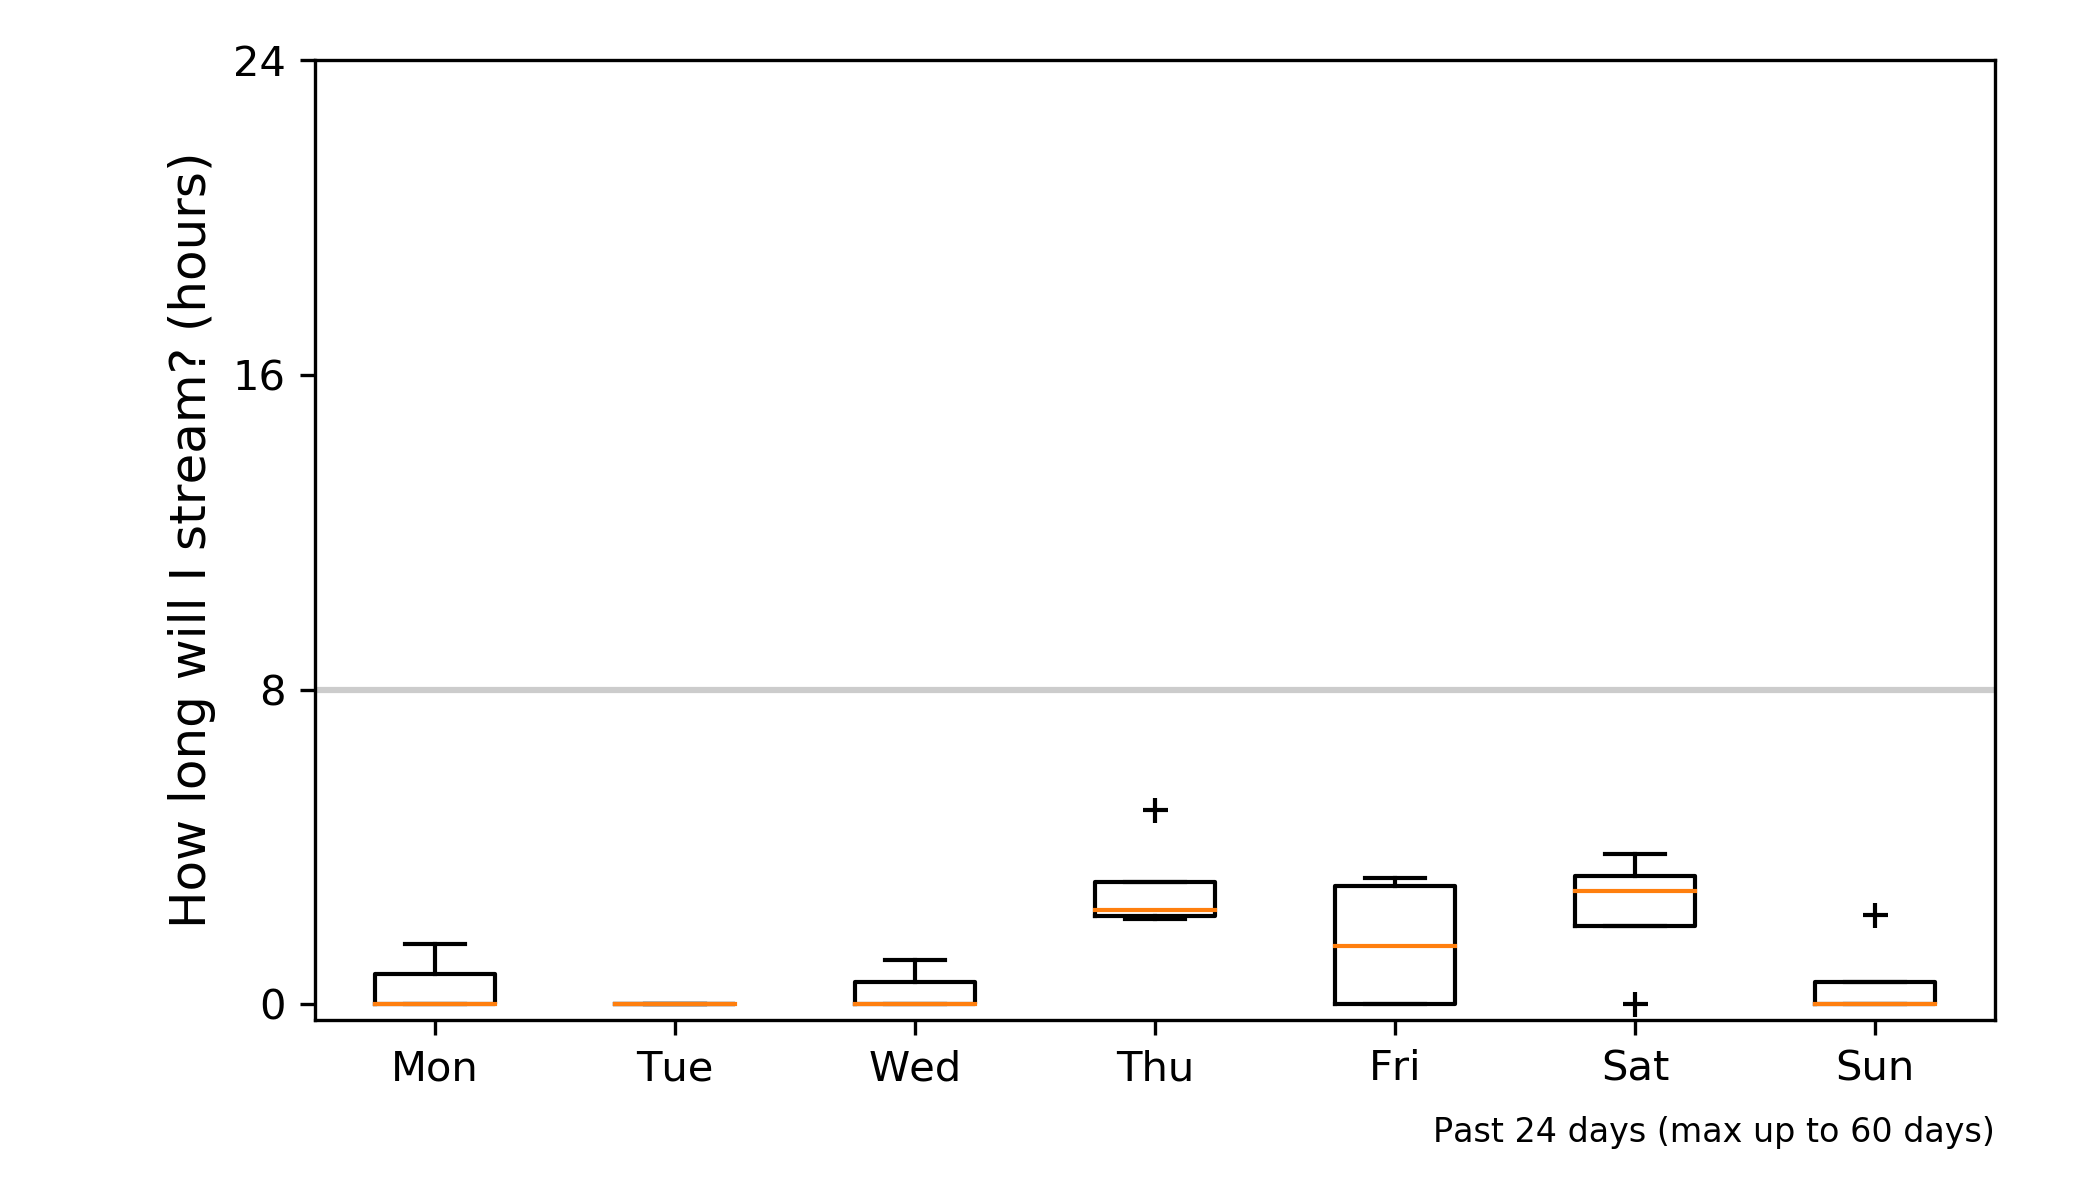 How long will I stream? (hours)
24
16
8
0
Mon Tue Wed Thu Fri Sat Sun
Past 24 days (max up to 60 days)